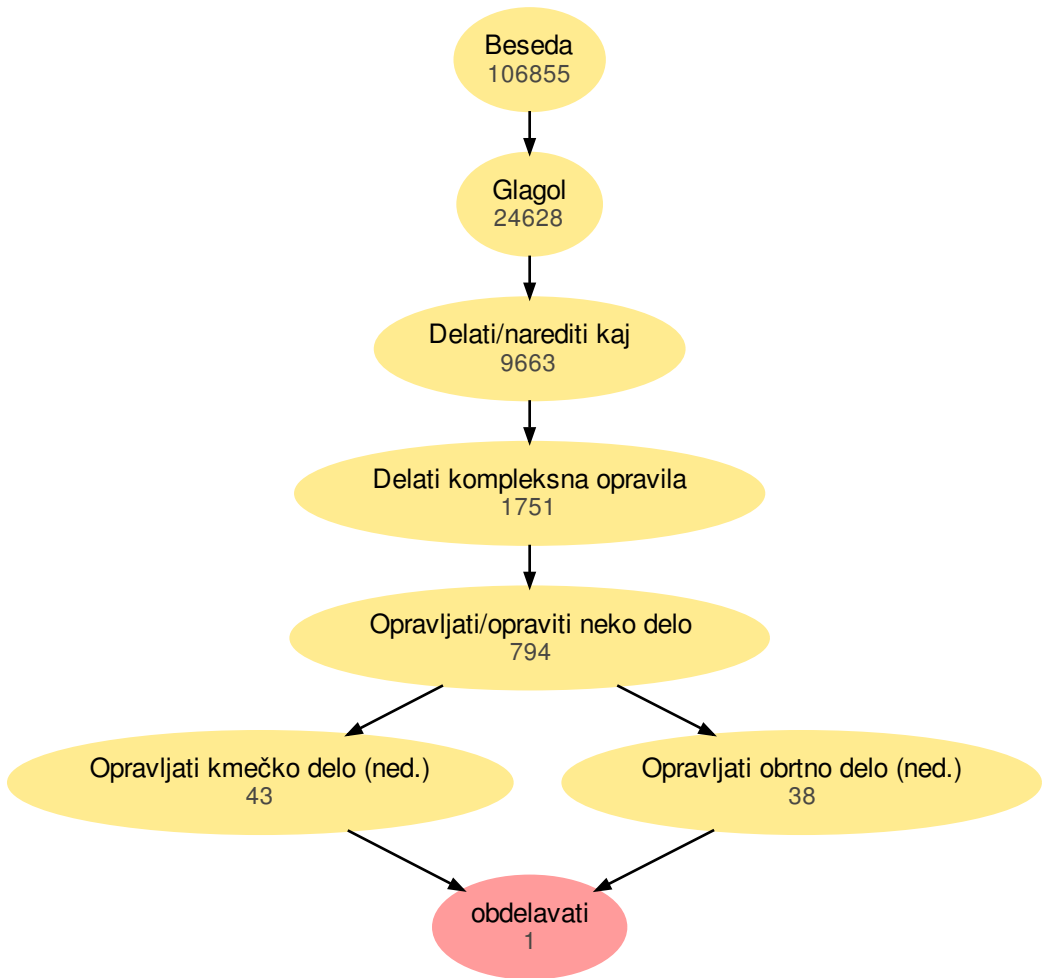 Beseda
106855
Glagol
24628
Delati/narediti kaj
9663
Delati kompleksna opravila
1751
Opravljati/opraviti neko delo
794
Opravljati kmečko delo (ned.)
43
Opravljati obrtno delo (ned.)
38
obdelavati
1